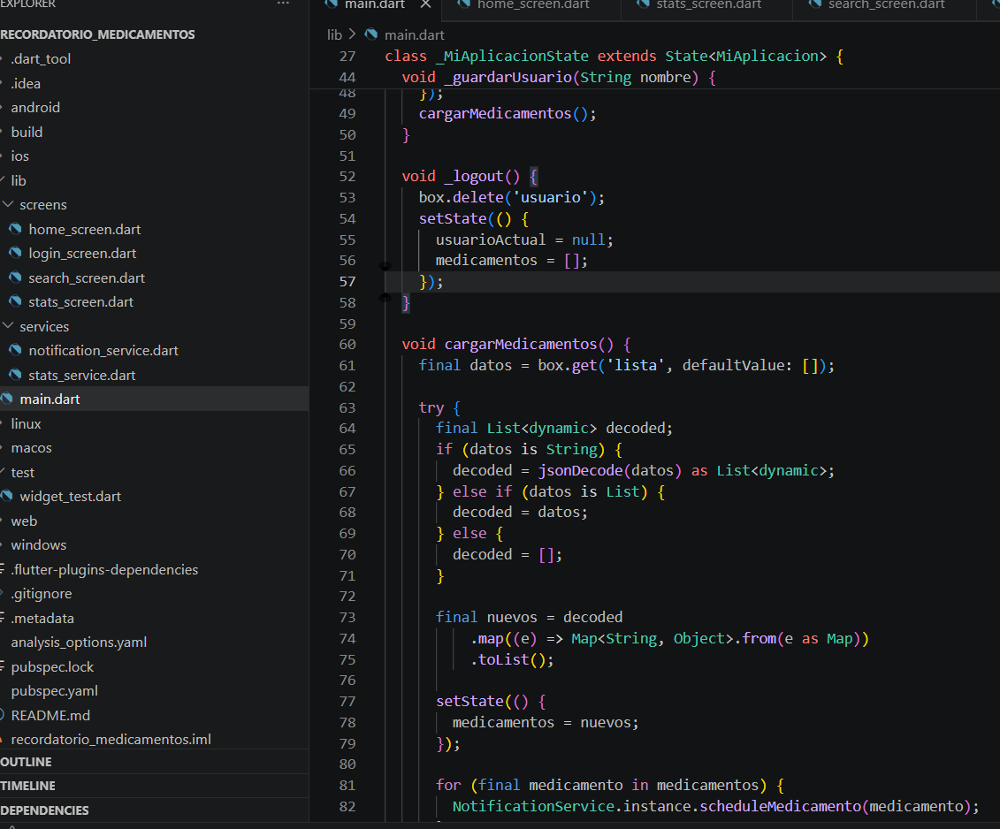 EXPLORER
RECORDATORIO_MEDICAMENTOS
.dart_tool
.idea
android
build
ios
lib
screens
home_screen.dart
login_screen.dart
search_screen.dart
stats_screen.dart
services
notification_service.dart
stats_service.dart
main.dart
linux
macos
test
widget_test.dart
web
windows
.flutter-plugins-dependencies
.gitignore
.metadata
analysis_options.yaml
pubspec.lock
pubspec.yaml
README.md
recordatorio_medicamentos.iml
OUTLINE
TIMELINE
DEPENDENCIES
main.dart home_screen.dart stats_screen.dart search_screen.dart
lib > main.dart
27 class _MiAplicacionState extends State<MiAplicacion> {
44 void _guardarUsuario(String nombre) {
48 });
49 cargarMedicamentos();
50 }
51
52 void _logout() {
53 box.delete('usuario');
54 setState(() {
55 usuarioActual = null;
56 medicamentos = [];
57 });
58 }
59
60 void cargarMedicamentos() {
61 final datos = box.get('lista', defaultValue: []);
62
63 try {
64 final List<dynamic> decoded;
65 if (datos is String) {
66 decoded = jsonDecode(datos) as List<dynamic>;
67 } else if (datos is List) {
68 decoded = datos;
69 } else {
70 decoded = [];
71 }
72
73 final nuevos = decoded
74 .map((e) => Map<String, Object>.from(e as Map))
75 .toList();
76
77 setState(() {
78 medicamentos = nuevos;
79 });
80
81 for (final medicamento in medicamentos) {
82 NotificationService.instance.scheduleMedicamento(medicamento);